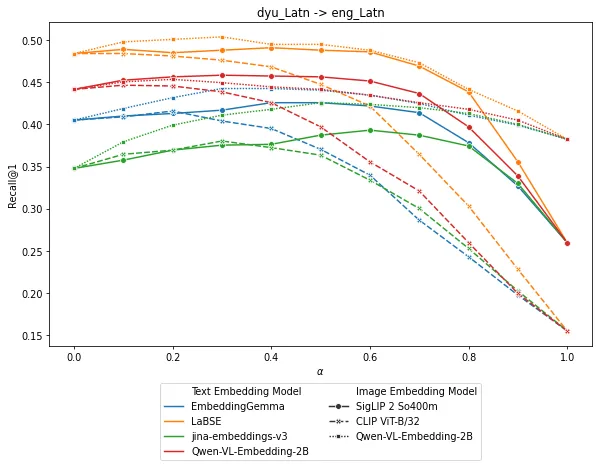 dyu_Latn -> eng_Latn
Recall@1
0.50
0.45
0.40
0.35
0.30
0.25
0.20
0.15
0.0 0.2 0.4 0.6 0.8 1.0
α
Text Embedding Model
EmbeddingGemma
LaBSE
jina-embeddings-v3
Qwen-VL-Embedding-2B
Image Embedding Model
SigLIP 2 So400m
CLIP ViT-B/32
Qwen-VL-Embedding-2B